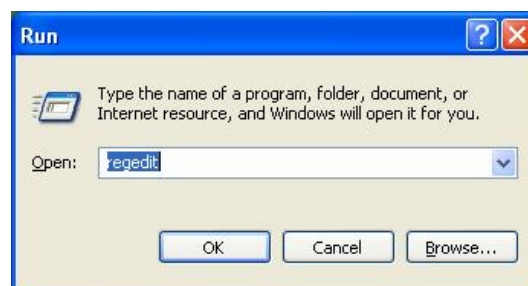 Run
Type the name of a program, folder, document, or
Internet resource, and Windows will open it for you.
Open: regedit
OK Cancel Browse...